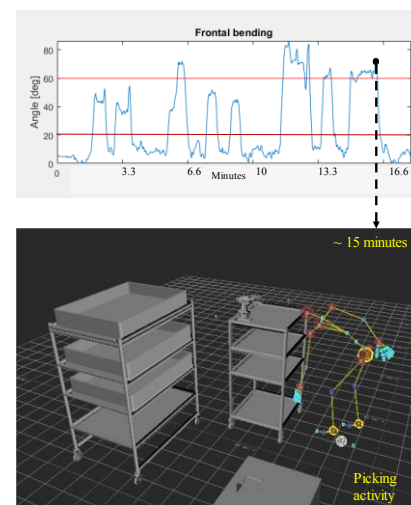 Frontal bending
Angle [deg]
80
60
40
20
0
0
3.3
6.6
10
13.3
16.6
Minutes
~ 15 minutes
Picking
activity